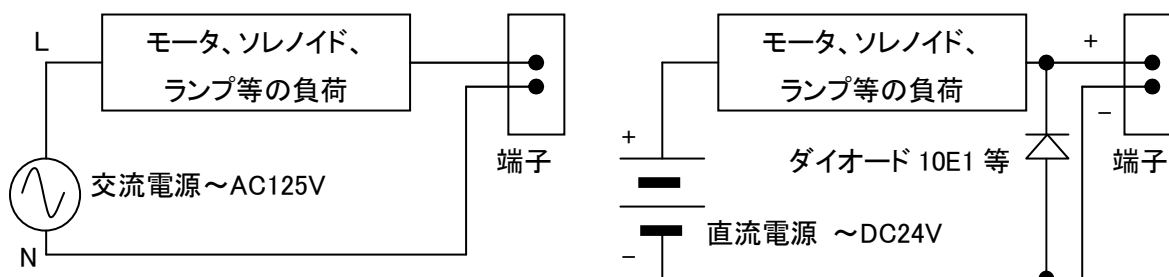 L
モータ、ソレノイド、
ランプ等の負荷
端子
交流電源～AC125V
N
モータ、ソレノイド、
ランプ等の負荷
+
−
端子
+
ダイオード 10E1 等
直流電源 ～DC24V
−